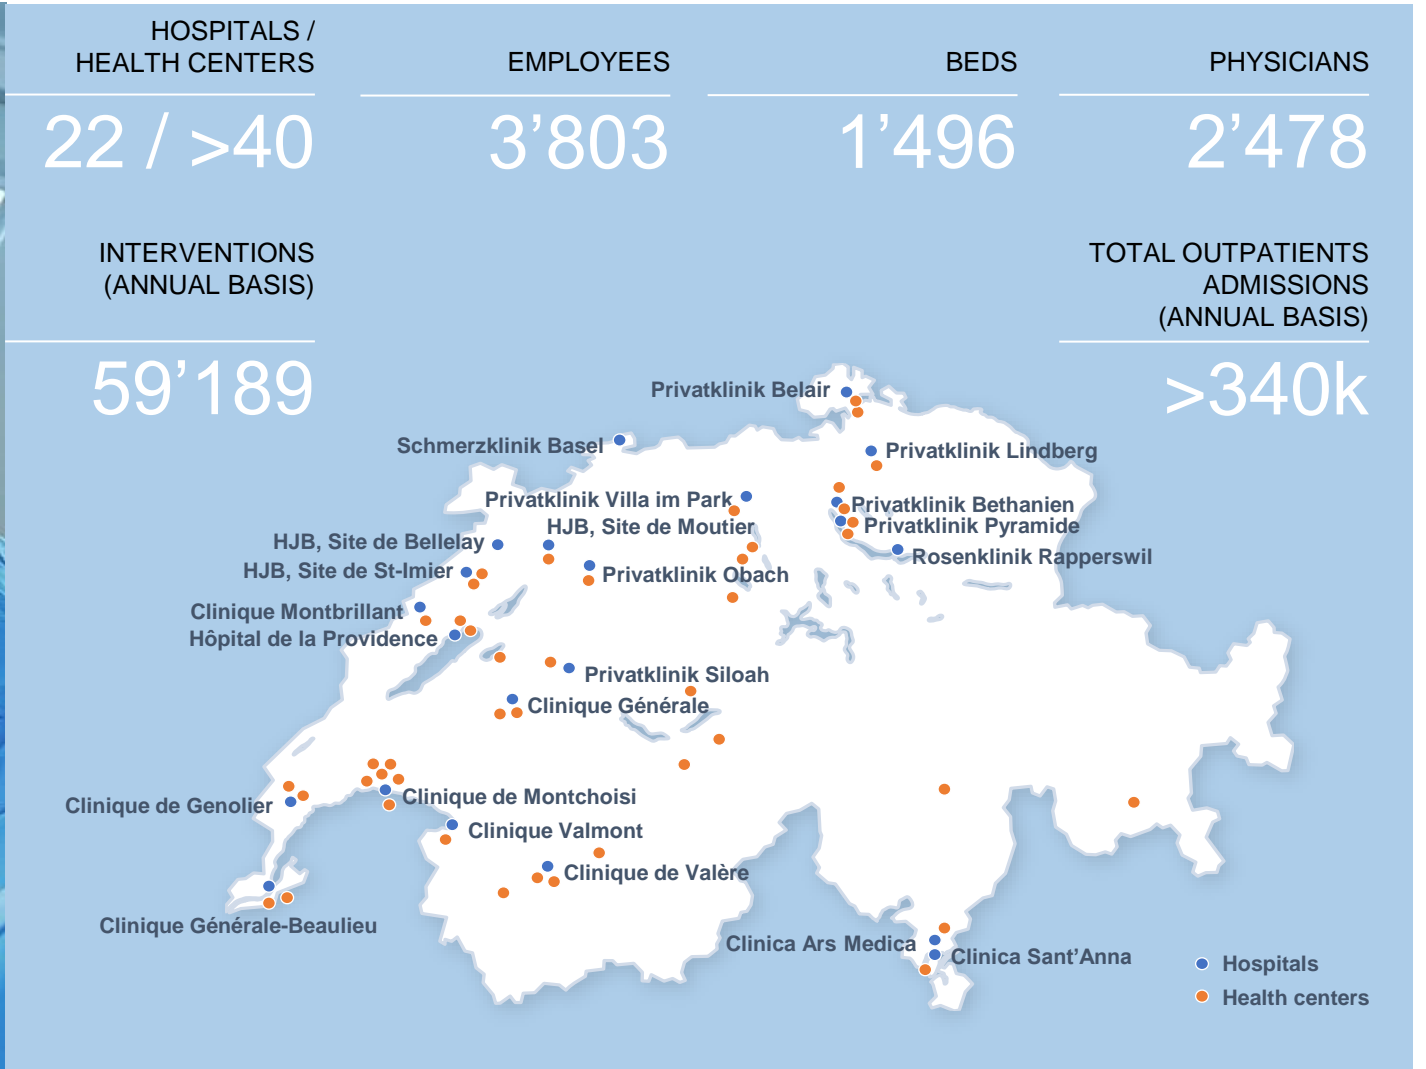 HOSPITALS /
HEALTH CENTERS
22 / >40
EMPLOYEES
3’803
BEDS
1’496
PHYSICIANS
2’478
INTERVENTIONS
(ANNUAL BASIS)
59’189
TOTAL OUTPATIENTS
ADMISSIONS
(ANNUAL BASIS)
>340k
Privatklinik Belair
Schmerzklinik Basel
Privatklinik Lindberg
Privatklinik Villa im Park
Privatklinik Bethanien
HJB, Site de Moutier
Privatklinik Pyramide
HJB, Site de Bellelay
Rosenklinik Rapperswil
HJB, Site de St-Imier
Privatklinik Obach
Clinique Montbrillant
Hôpital de la Providence
Privatklinik Siloah
Clinique Générale
Clinique de Genolier
Clinique de Montchoisi
Clinique Valmont
Clinique de Valère
Clinique Générale-Beaulieu
Clinica Ars Medica
Clinica Sant’Anna
Hospitals
Health centers